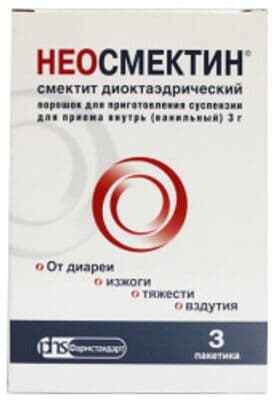 НЕОСМЕКТИН®
смектит диоктаэдрический
порошок для приготовления суспензии
для приема внутрь (ванильный) 3 г
От диареи
изжоги
тяжести
вздутия
phs Фармстандарт
3
пакетика